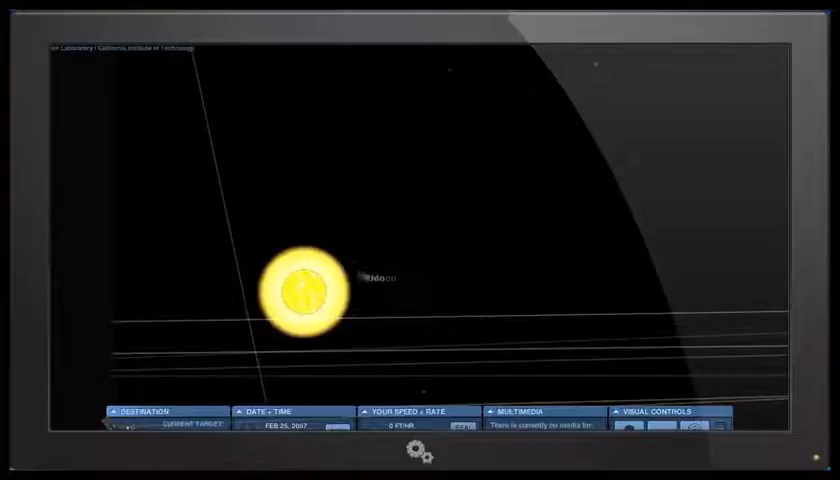 on Laboratory / California Institute of Technology
DESTINATION
DATE + TIME
YOUR SPEED + RATE
MULTIMEDIA
VISUAL CONTROLS
CURRENT TARGET:
FEB 25, 2007
0 FT/HR
There is currently no media for: